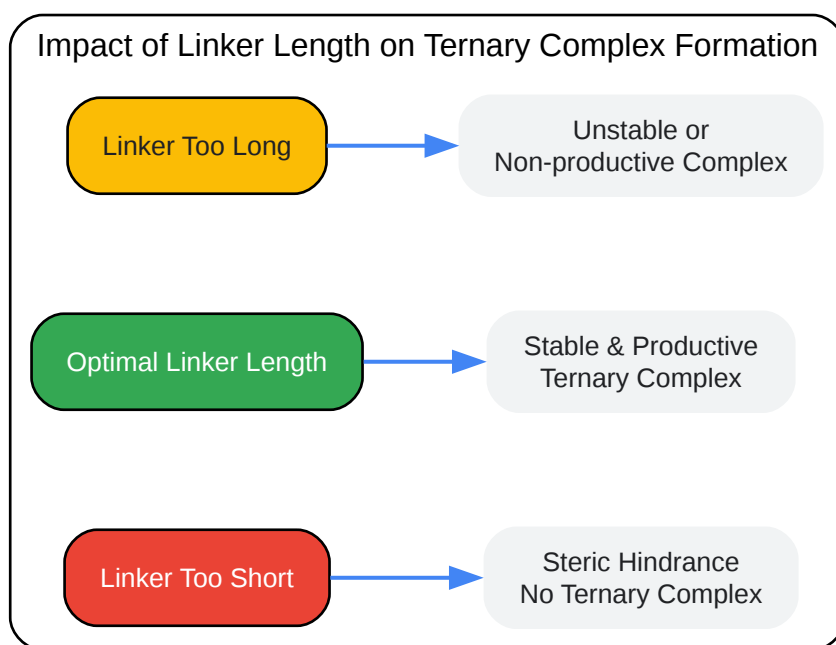 Impact of Linker Length on Ternary Complex Formation
Linker Too Long
Unstable or
Non-productive Complex
Optimal Linker Length
Stable & Productive
Ternary Complex
Linker Too Short
Steric Hindrance
No Ternary Complex